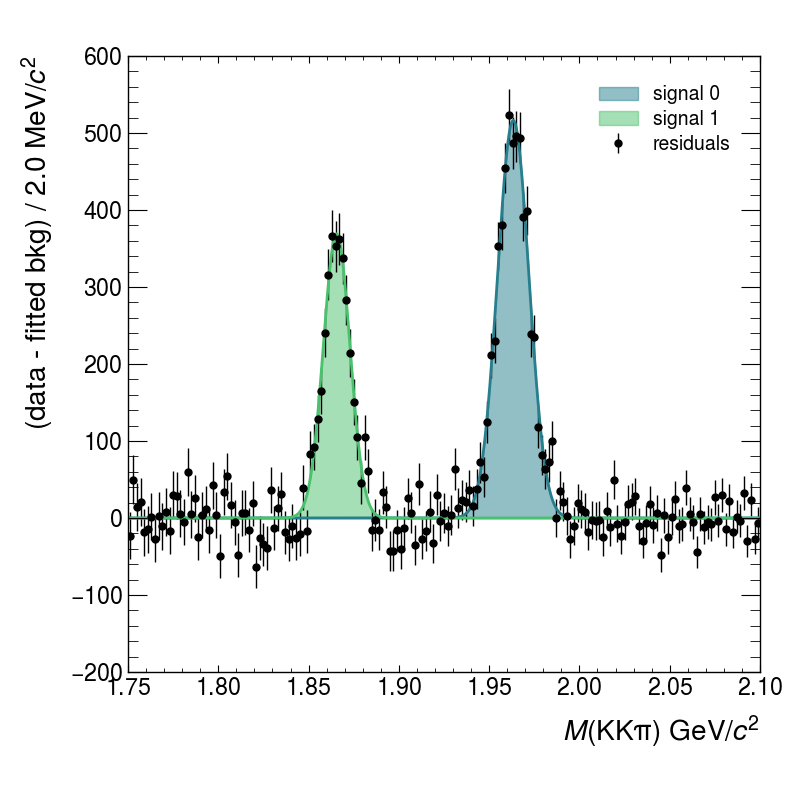 (data - fitted bkg) / 2.0 MeV/c²
600
500
400
300
200
100
0
−100
−200
signal 0
signal 1
residuals
1.75 1.80 1.85 1.90 1.95 2.00 2.05 2.10
M(KKπ) GeV/c²